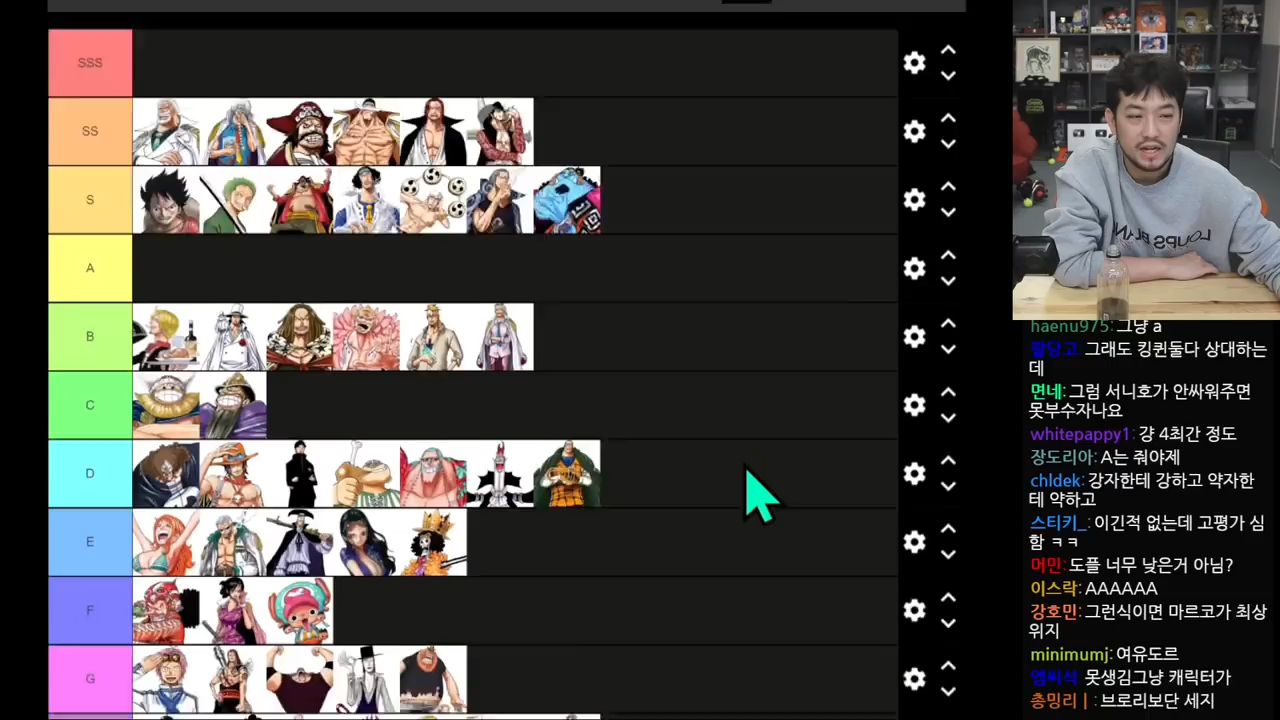 SSS
SS
S
A
B
C
D
E
F
G
haenu975: 그냥 a
팥당고: 그래도 킹퀸둘다 상대하는
데
면네: 그럼 서니호가 안싸워주면
못부수자나요
whitepappy1: 걍 4최간 정도
장도리아: A는 줘야제
chldek: 강자한테 강하고 약자한
테 약하고
스티키_: 이긴적 없는데 고평가 심
함 ㅋㅋ
머민: 도플 너무 낮은거 아님?
이스락: AAAAAA
강호민: 그런식이면 마르코가 최상
위지
minimumj: 여유도르
엠씨석: 못생김그냥 캐릭터가
총밍리 | : 브로리보단 세지